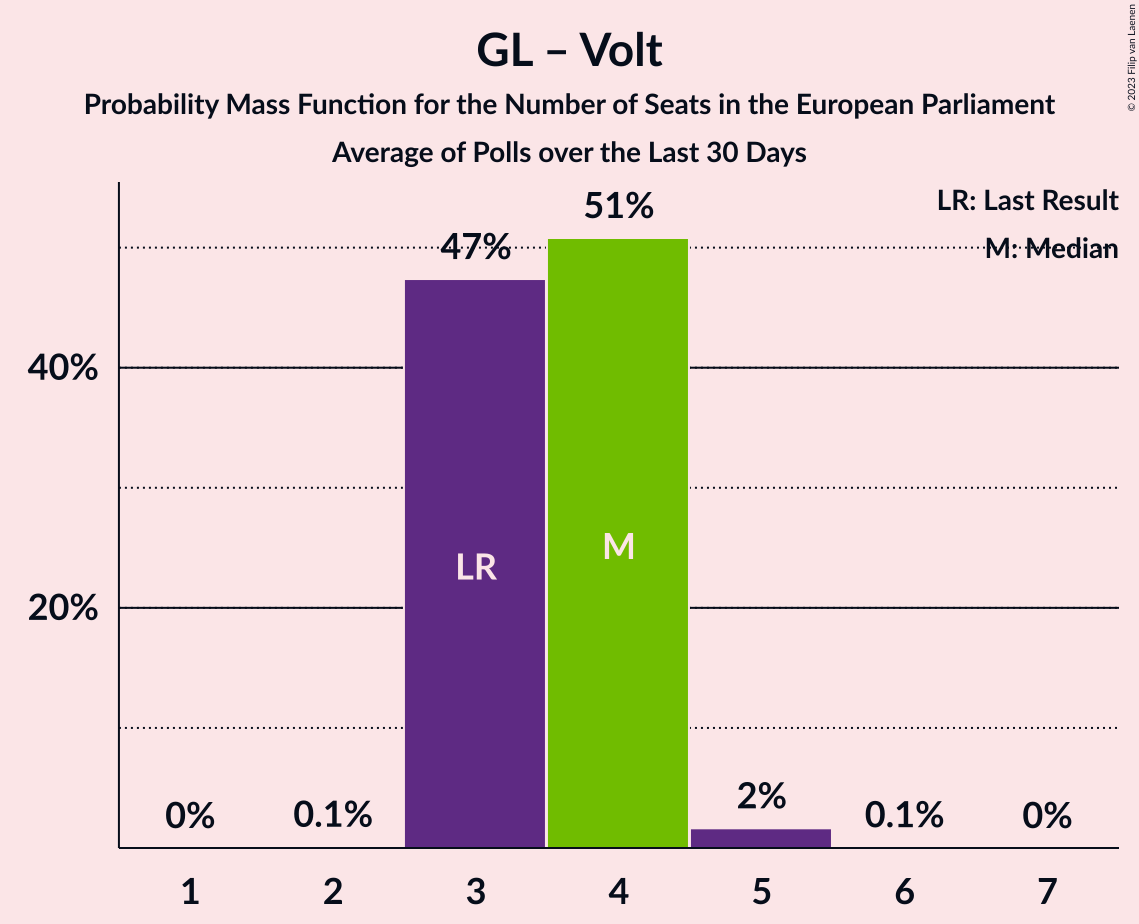 GL – Volt
Probability Mass Function for the Number of Seats in the European Parliament
Average of Polls over the Last 30 Days
© 2023 Filip van Laenen
LR: Last Result
M: Median
51%
47%
40%
20%
LR
M
0%
0.1%
2%
0.1%
0%
1 2 3 4 5 6 7